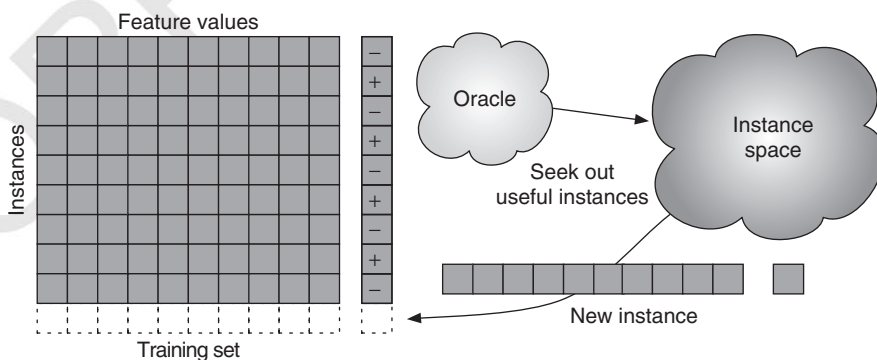 Feature values
Instances
−
+
−
+
−
+
−
+
−
Training set
Oracle
Seek out
useful instances
Instance
space
New instance